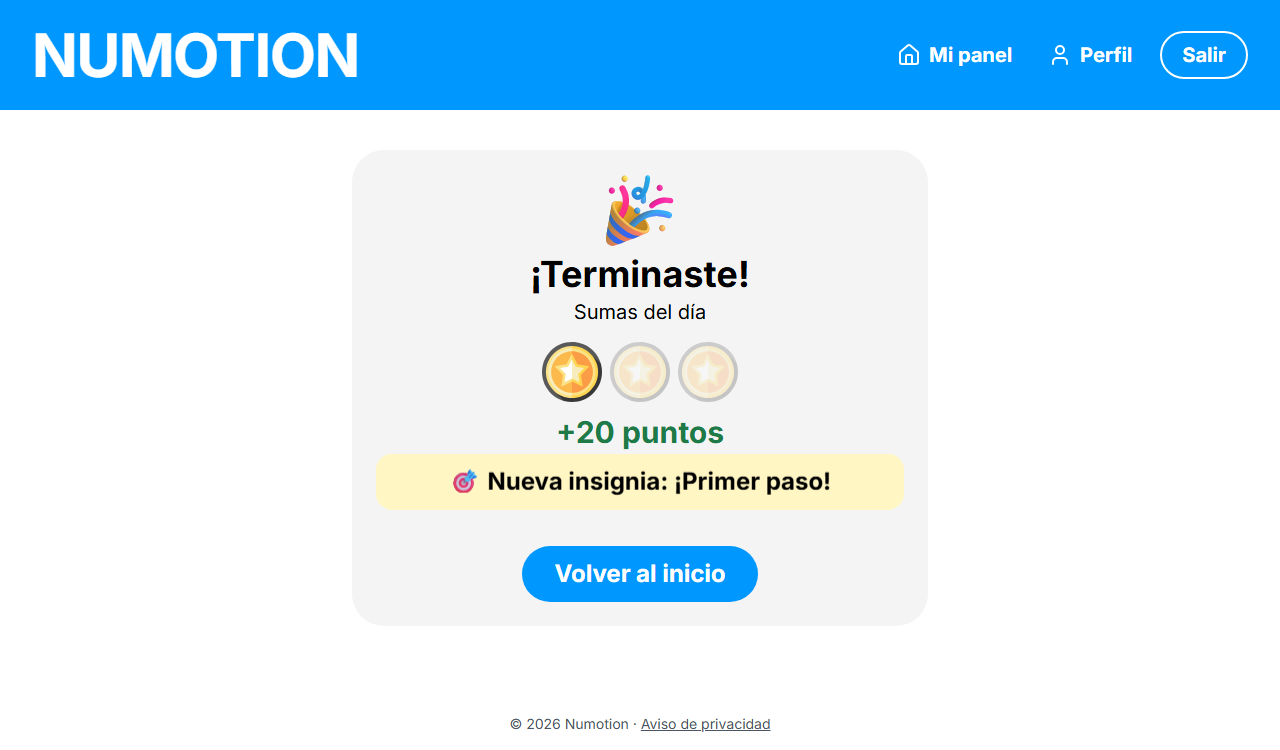 NUMOTION
Mi panel
Perfil
Salir
¡Terminaste!
Sumas del día
+20 puntos
Nueva insignia: ¡Primer paso!
Volver al inicio
© 2026 Numotion · Aviso de privacidad